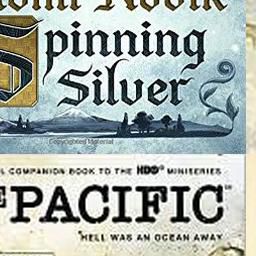 Spinning
Silver
Copyrighted Material
COMPANION BOOK TO THE HBO MINISERIES
PACIFIC
HELL WAS AN OCEAN AWAY